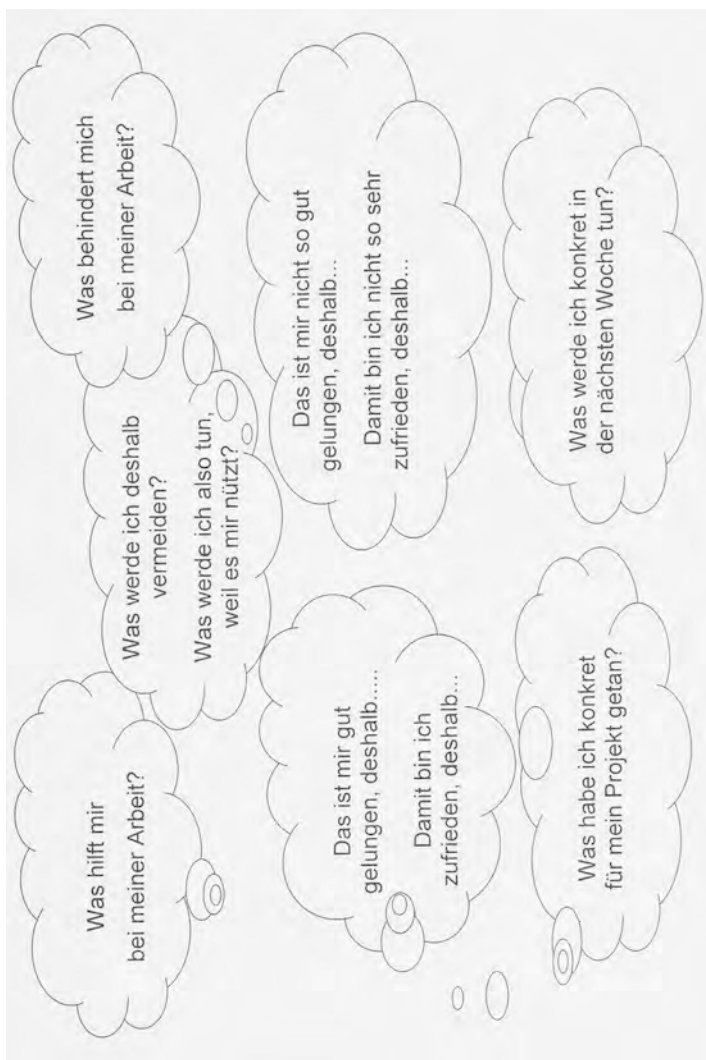 Was hilft mir
bei meiner Arbeit?
Was werde ich deshalb
vermeiden?
Was werde ich also tun,
weil es mir nützt?
Was behindert mich
bei meiner Arbeit?
Das ist mir gut
gelungen, deshalb.....
Damit bin ich
zufrieden, deshalb...
Das ist mir nicht so gut
gelungen, deshalb...
Damit bin ich nicht so sehr
zufrieden, deshalb...
Was habe ich konkret
für mein Projekt getan?
Was werde ich konkret in
der nächsten Woche tun?